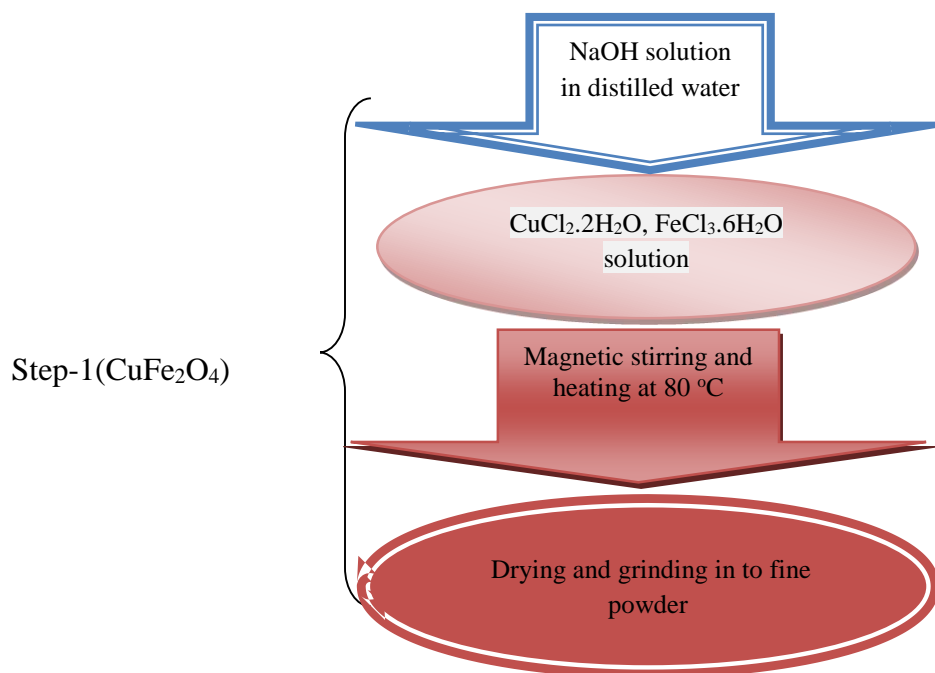 NaOH solution
in distilled water
CuCl₂.2H₂O, FeCl₃.6H₂O
solution
Step-1(CuFe₂O₄)
Magnetic stirring and
heating at 80 ᵒC
Drying and grinding in to fine
powder